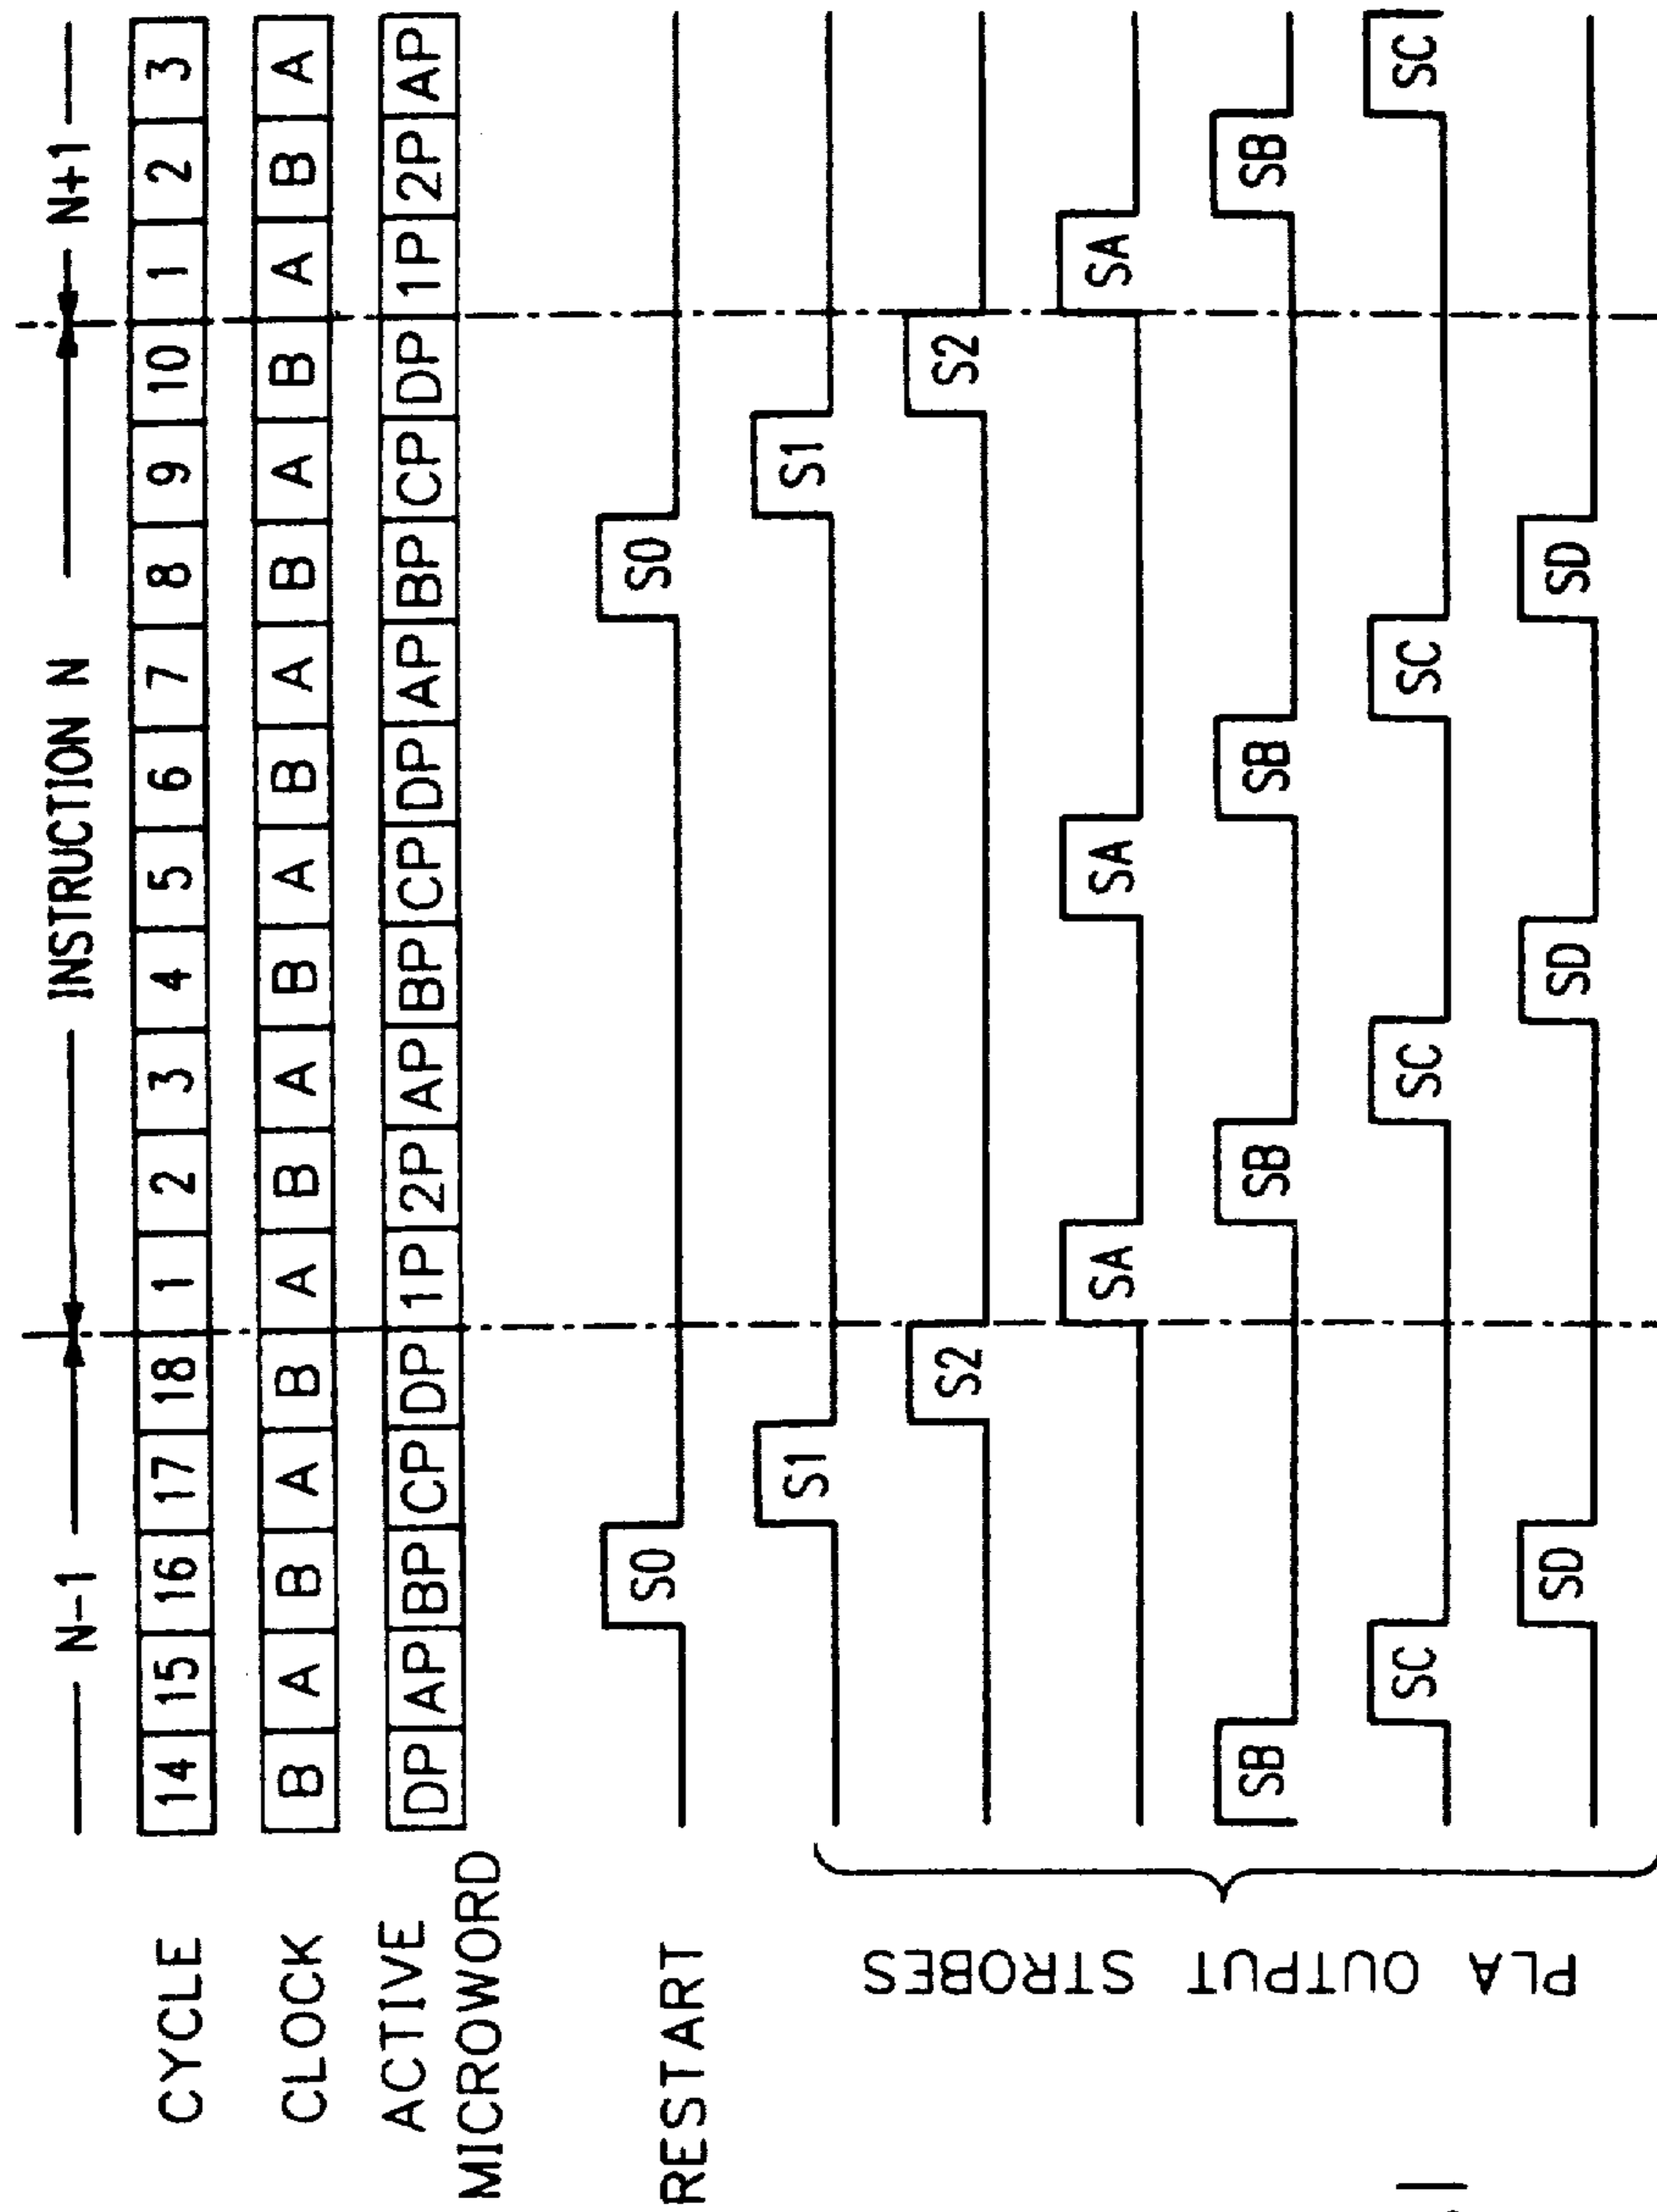 N-1 INSTRUCTION N N+1
CYCLE 14 15 16 17 18 1 2 3 4 5 6 7 8 9 10 1 2 3
CLOCK B A B A B A B A B A B A B A B A B A
ACTIVE
MICROWORD DP AP BP CP DP 1P 2P AP BP CP DP AP BP CP DP 1P 2P AP
RESTART S0 S0
S1 S1
S2 S2
SA SA SA
SB SB SB SB
SC SC SC SC
SD SD SD
PLA OUTPUT STROBES